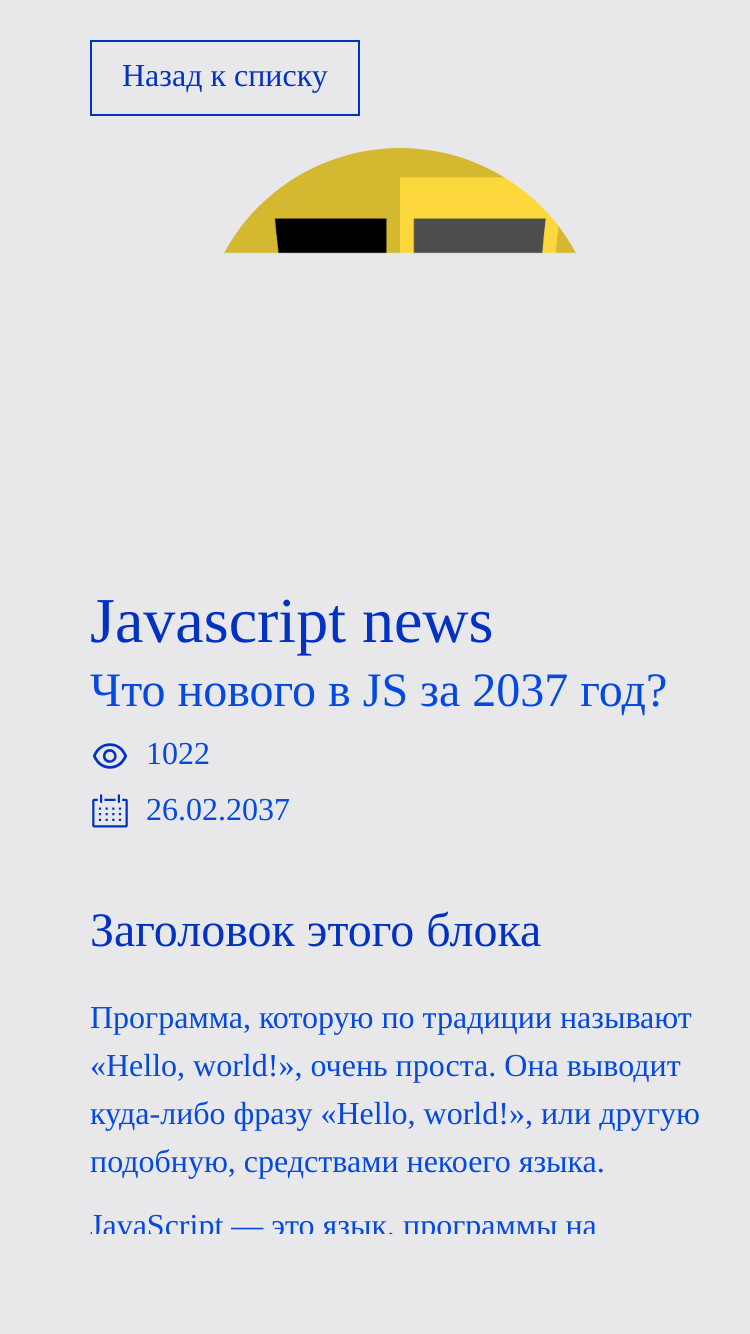 Назад к списку
Javascript news
Что нового в JS за 2037 год?
1022
26.02.2037
Заголовок этого блока
Программа, которую по традиции называют
«Hello, world!», очень проста. Она выводит
куда-либо фразу «Hello, world!», или другую
подобную, средствами некоего языка.
JavaScript — это язык, программы на